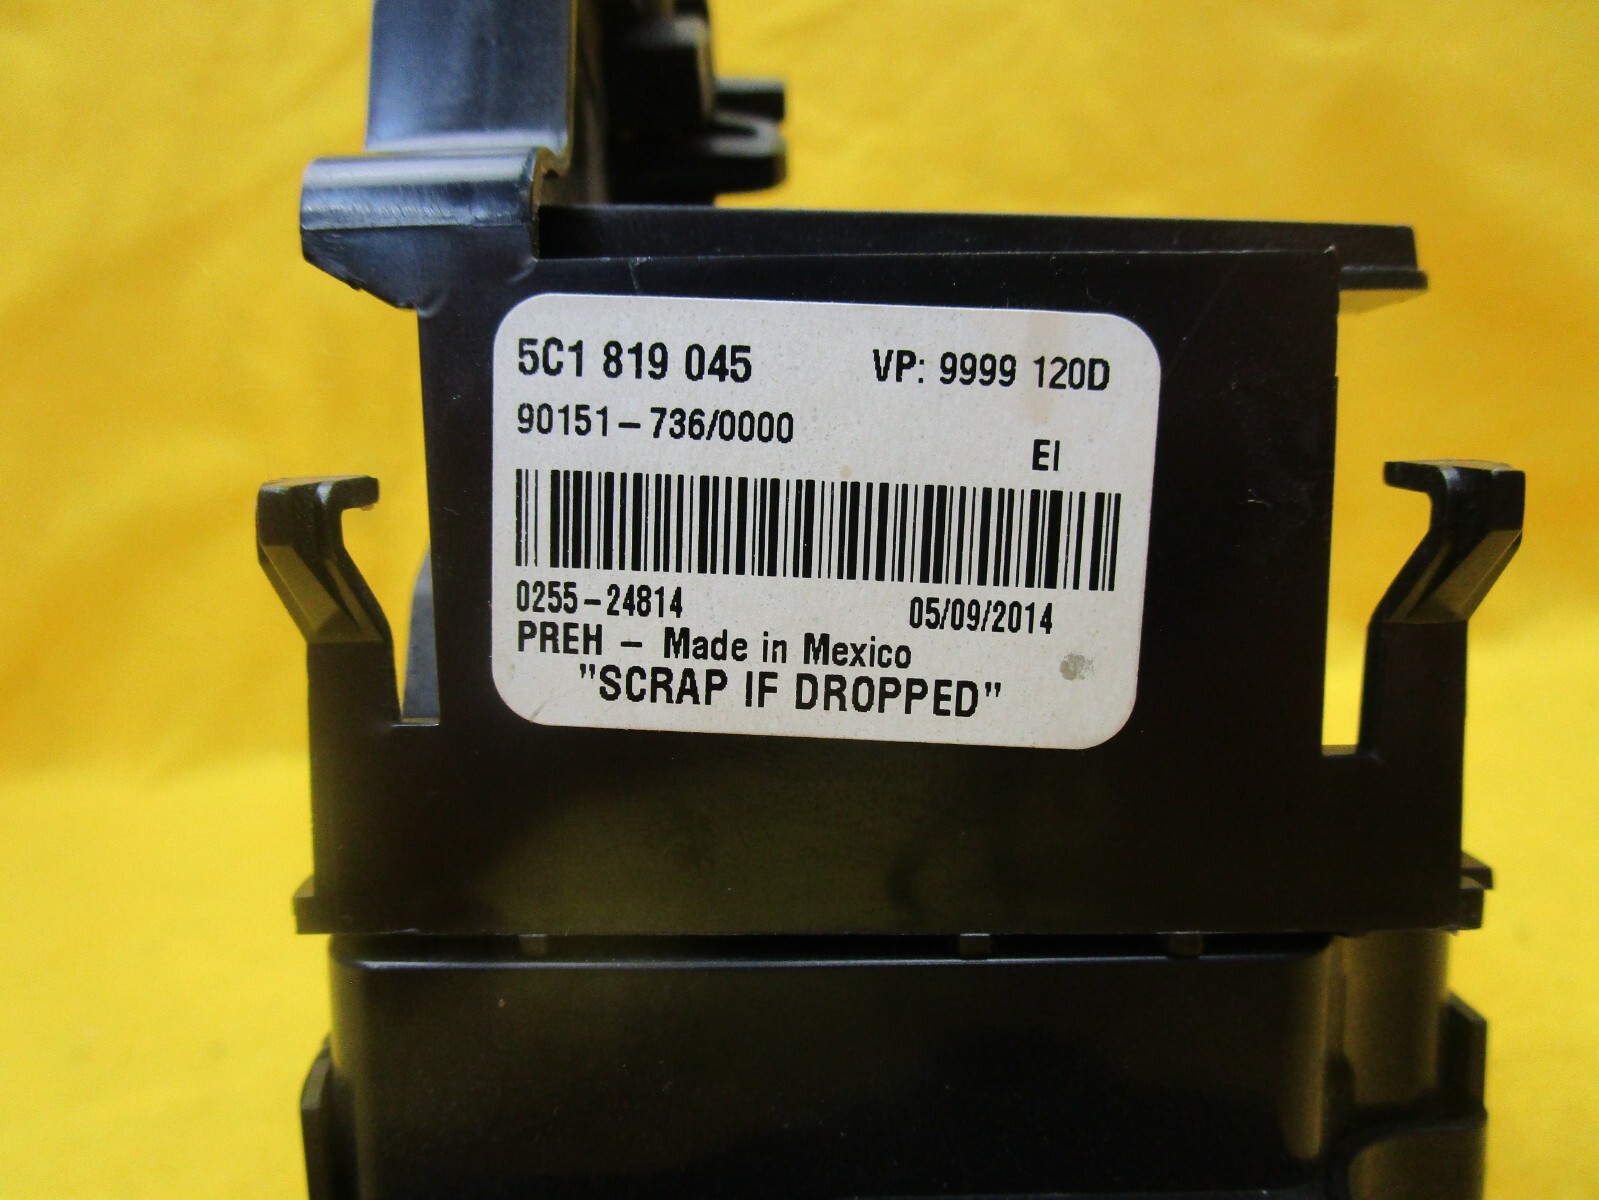 5C1 819 045 VP: 9999 120D
90151-736/0000
EI
0255-24814 05/09/2014
PREH - Made in Mexico
"SCRAP IF DROPPED"